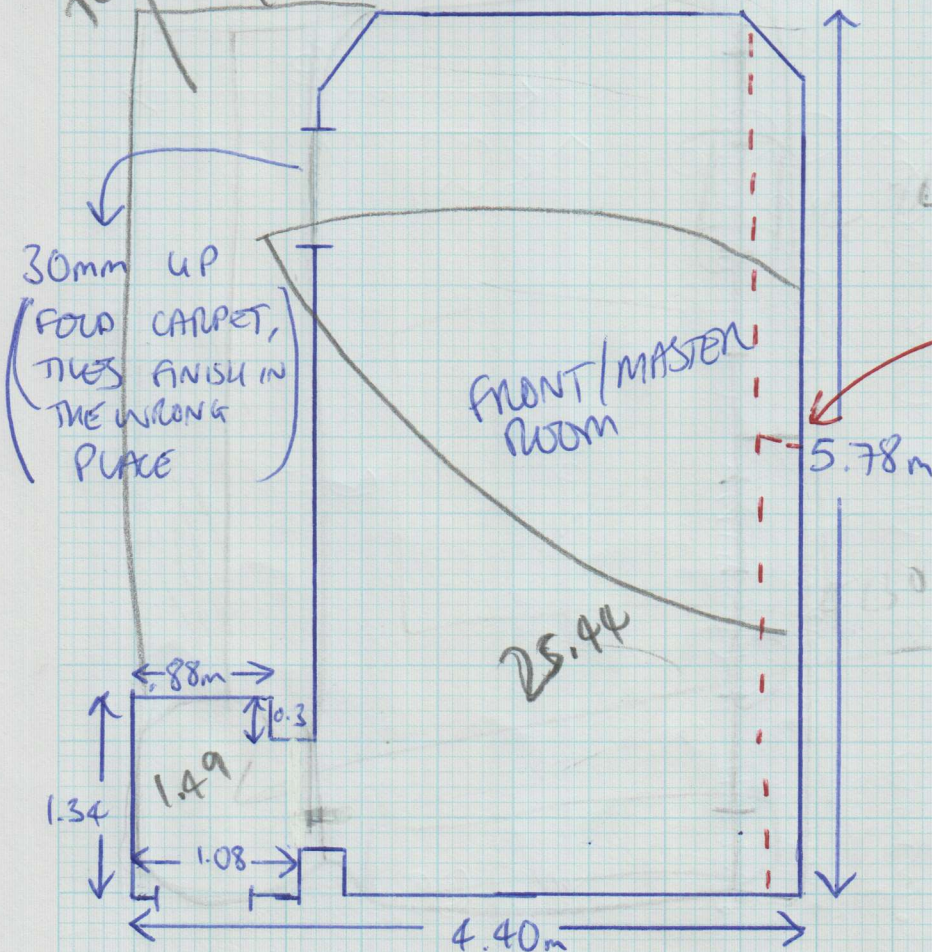 30mm UP
(FOLD CARPET,
TILES FINISH IN
THE WRONG
PLACE)
FRONT/MASTER
ROOM
5.78m
25.44
.88m
0.3
1.49
1.34
1.08
4.40m